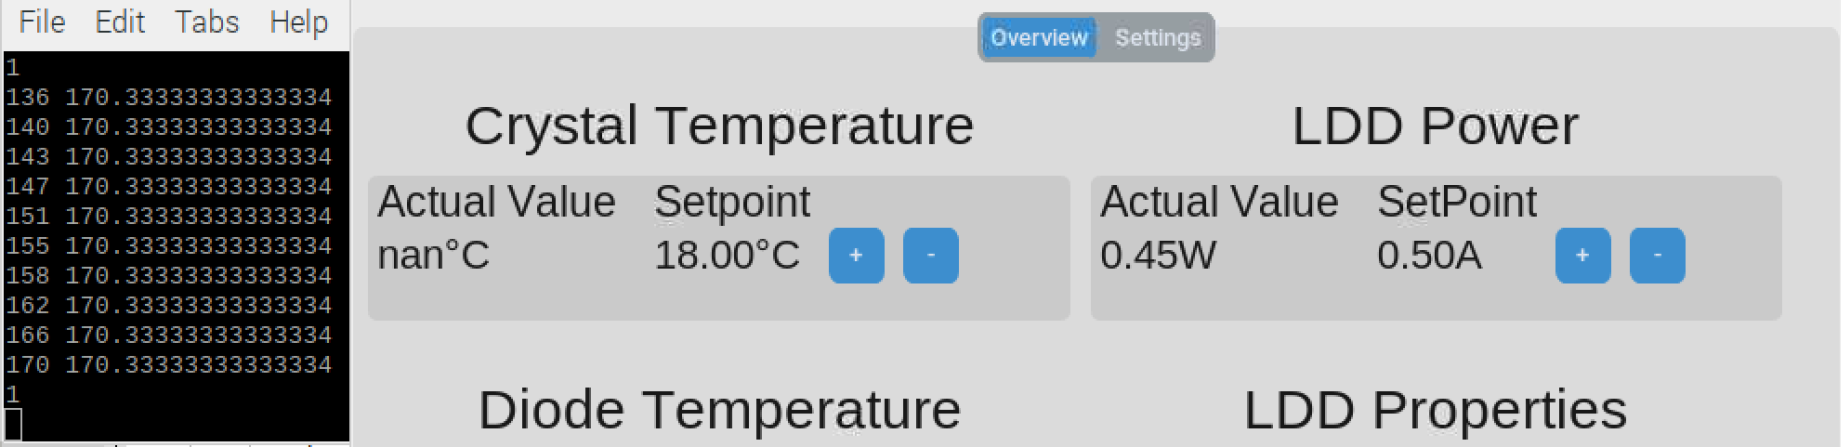 File Edit Tabs Help
1
136 170.33333333333334
140 170.33333333333334
143 170.33333333333334
147 170.33333333333334
151 170.33333333333334
155 170.33333333333334
158 170.33333333333334
162 170.33333333333334
166 170.33333333333334
170 170.33333333333334
1
Overview Settings
Crystal Temperature
Actual Value Setpoint
nan°C 18.00°C + -
LDD Power
Actual Value SetPoint
0.45W 0.50A + -
Diode Temperature
LDD Properties